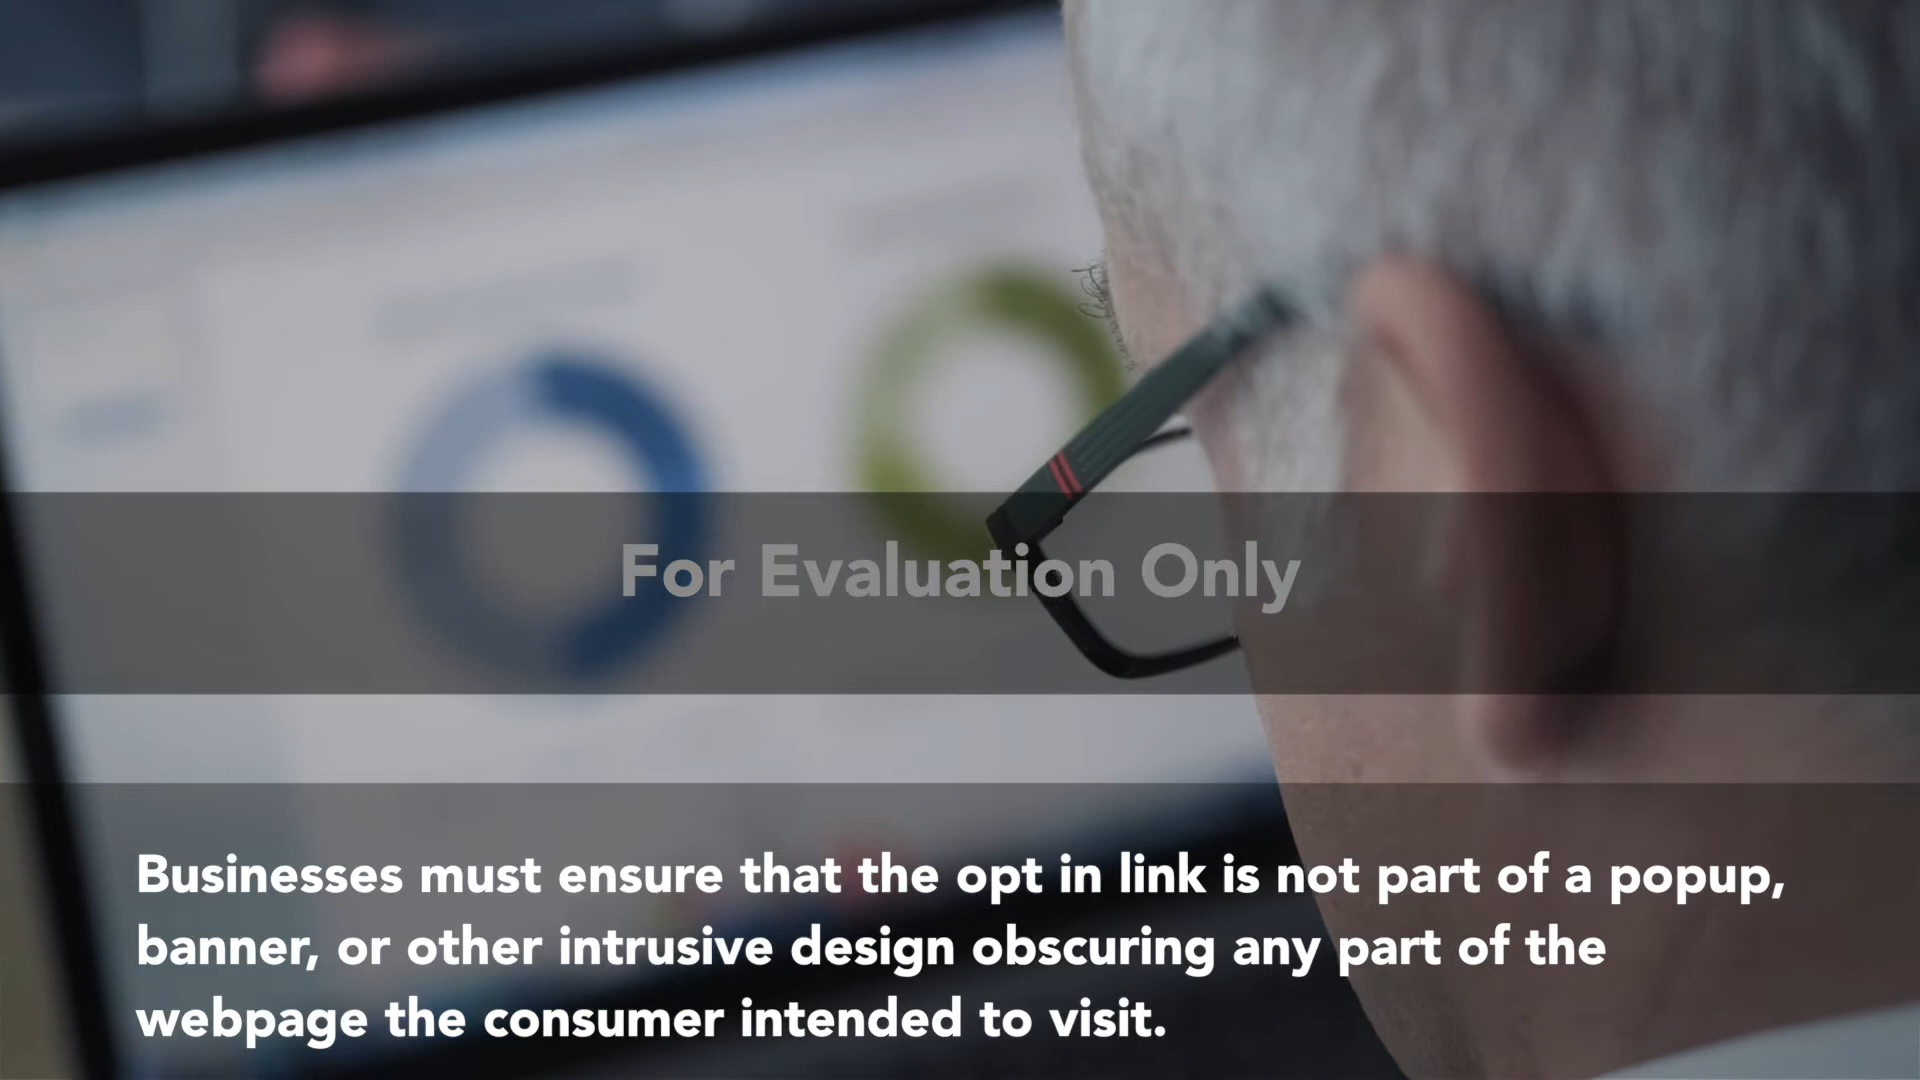 For Evaluation Only
Businesses must ensure that the opt in link is not part of a popup,
banner, or other intrusive design obscuring any part of the
webpage the consumer intended to visit.